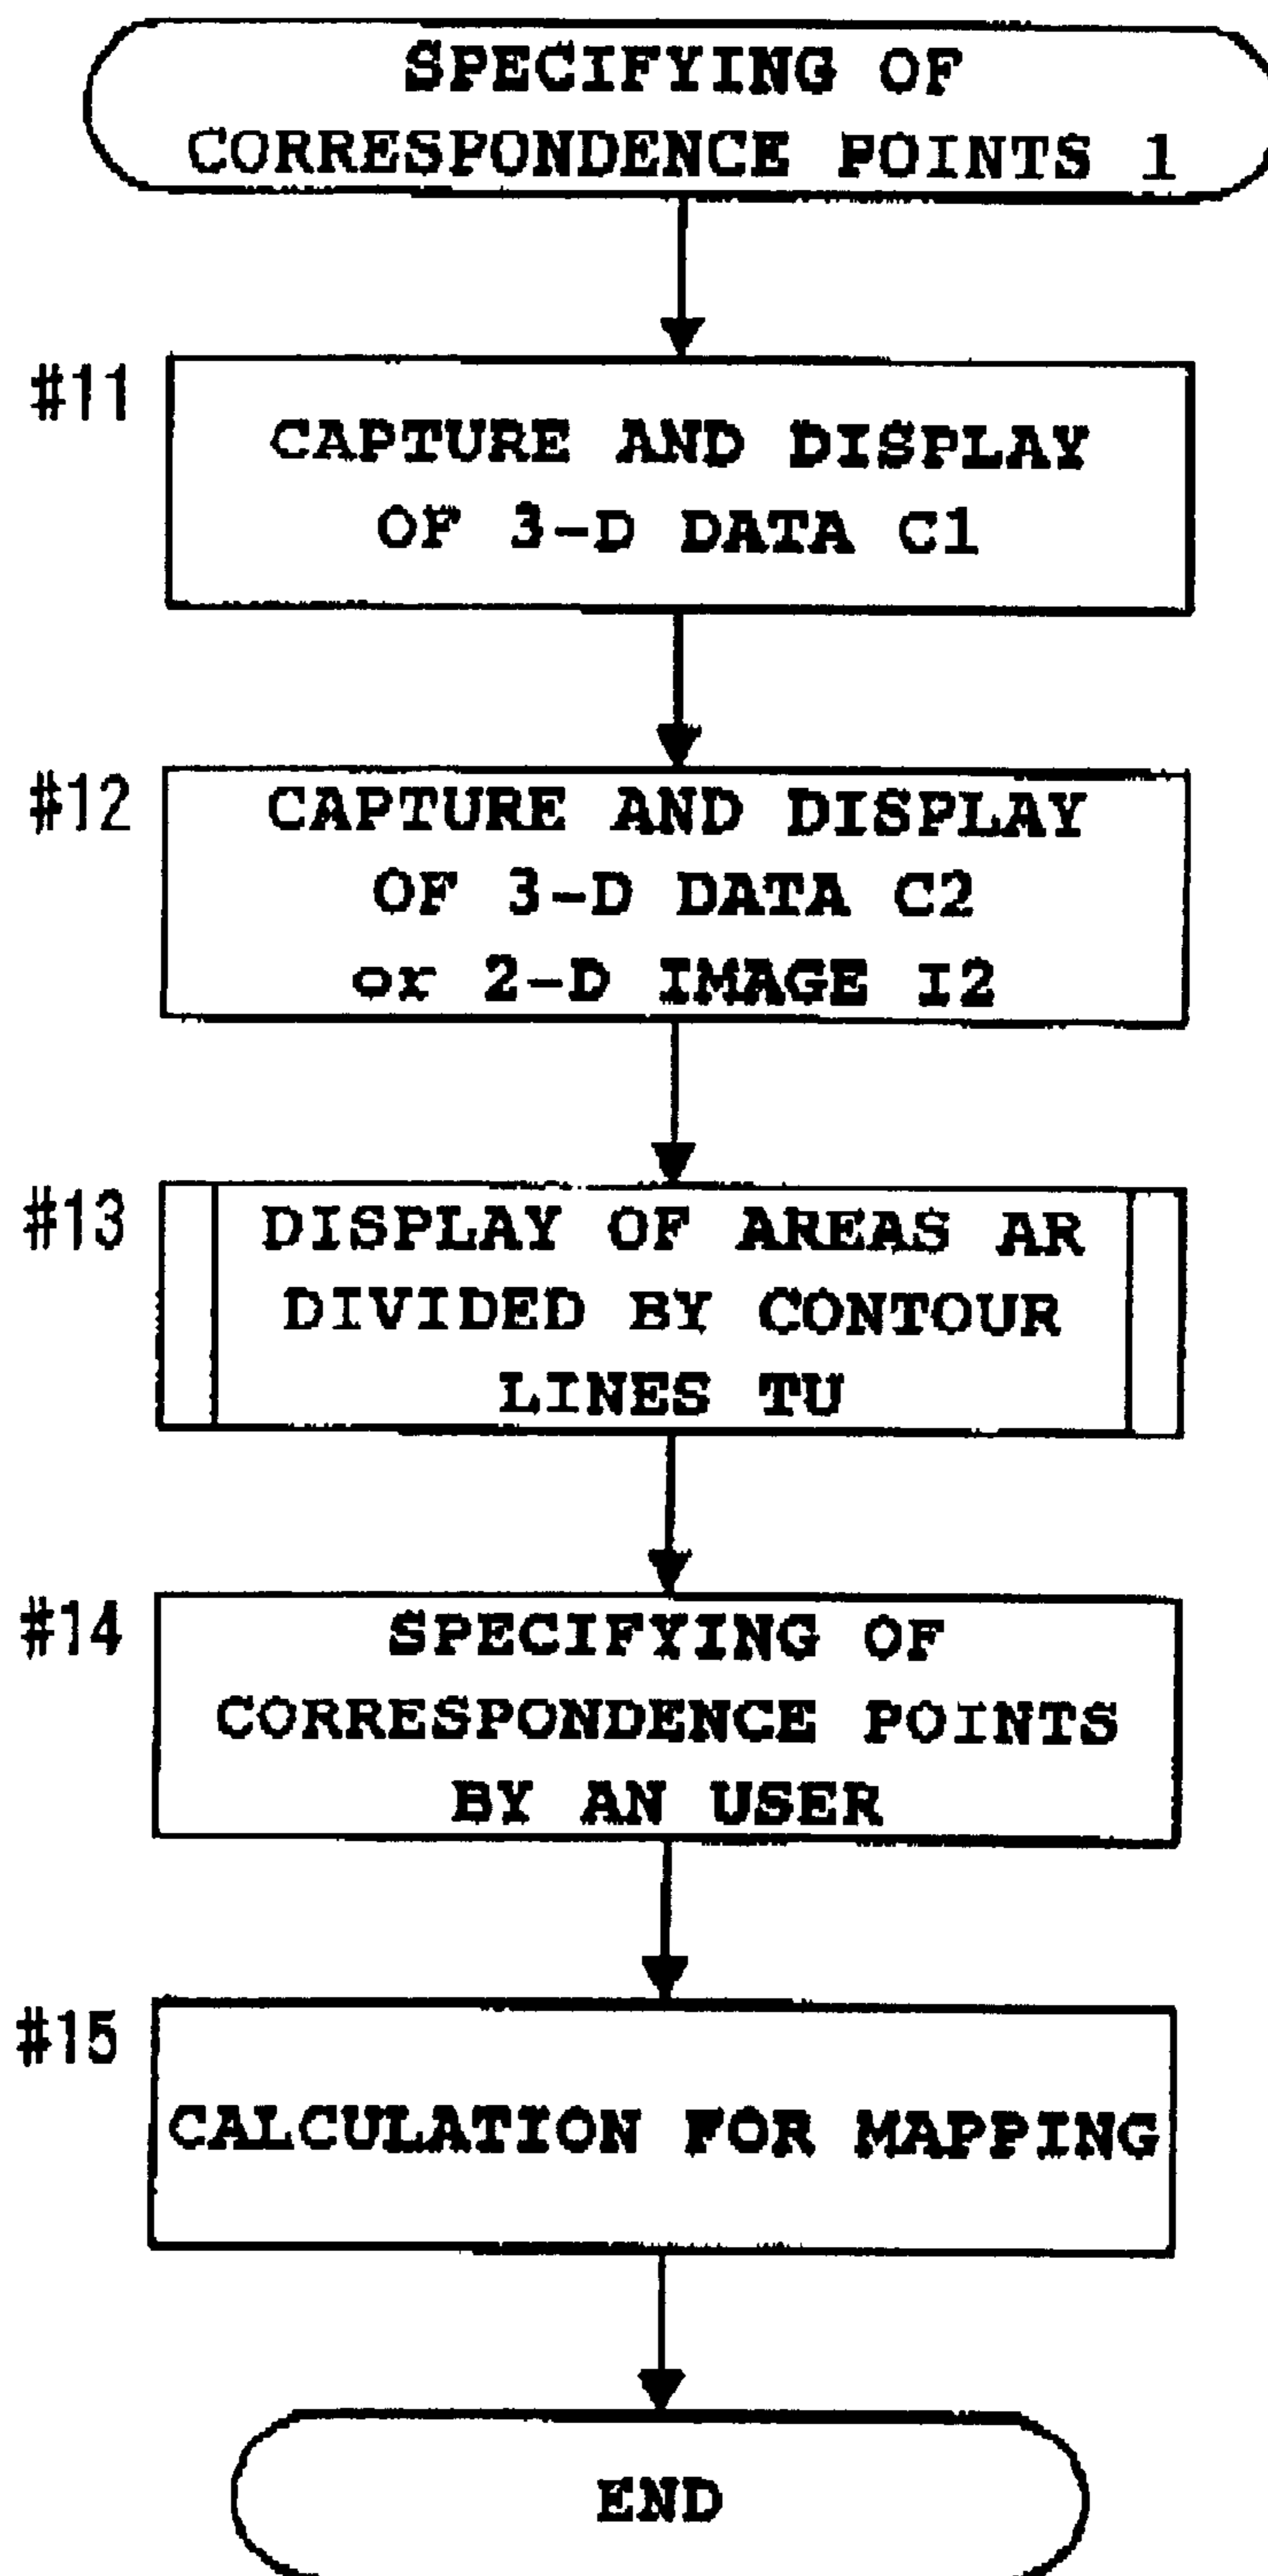 SPECIFYING OF
CORRESPONDENCE POINTS 1
#11
CAPTURE AND DISPLAY
OF 3-D DATA C1
#12
CAPTURE AND DISPLAY
OF 3-D DATA C2
or 2-D IMAGE I2
#13
DISPLAY OF AREAS AR
DIVIDED BY CONTOUR
LINES TU
#14
SPECIFYING OF
CORRESPONDENCE POINTS
BY AN USER
#15
CALCULATION FOR MAPPING
END